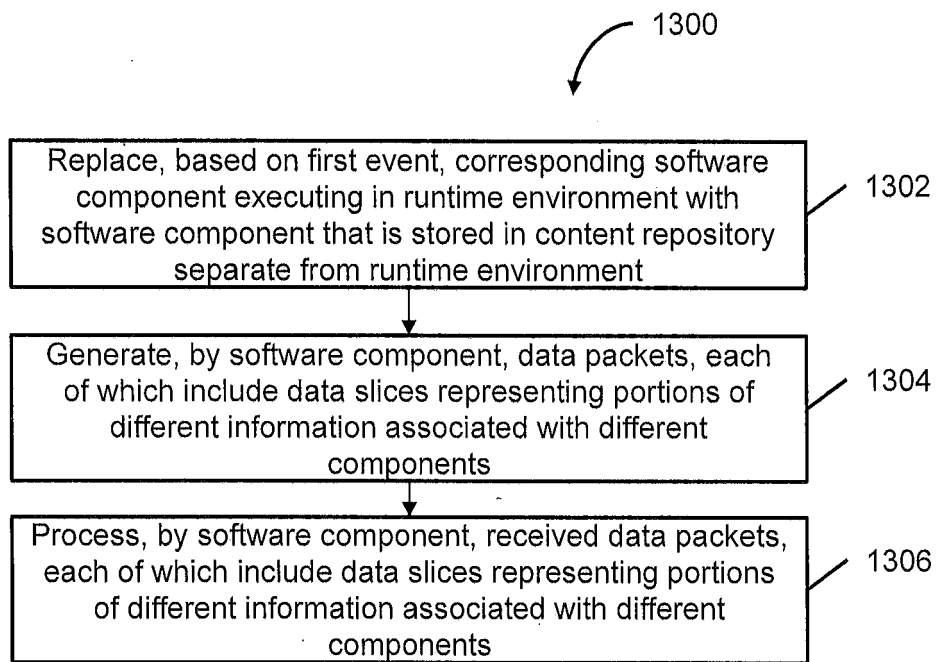 1300
Replace, based on first event, corresponding software
component executing in runtime environment with
software component that is stored in content repository
separate from runtime environment
1302
Generate, by software component, data packets, each
of which include data slices representing portions of
different information associated with different
components
1304
Process, by software component, received data packets,
each of which include data slices representing portions
of different information associated with different
components
1306